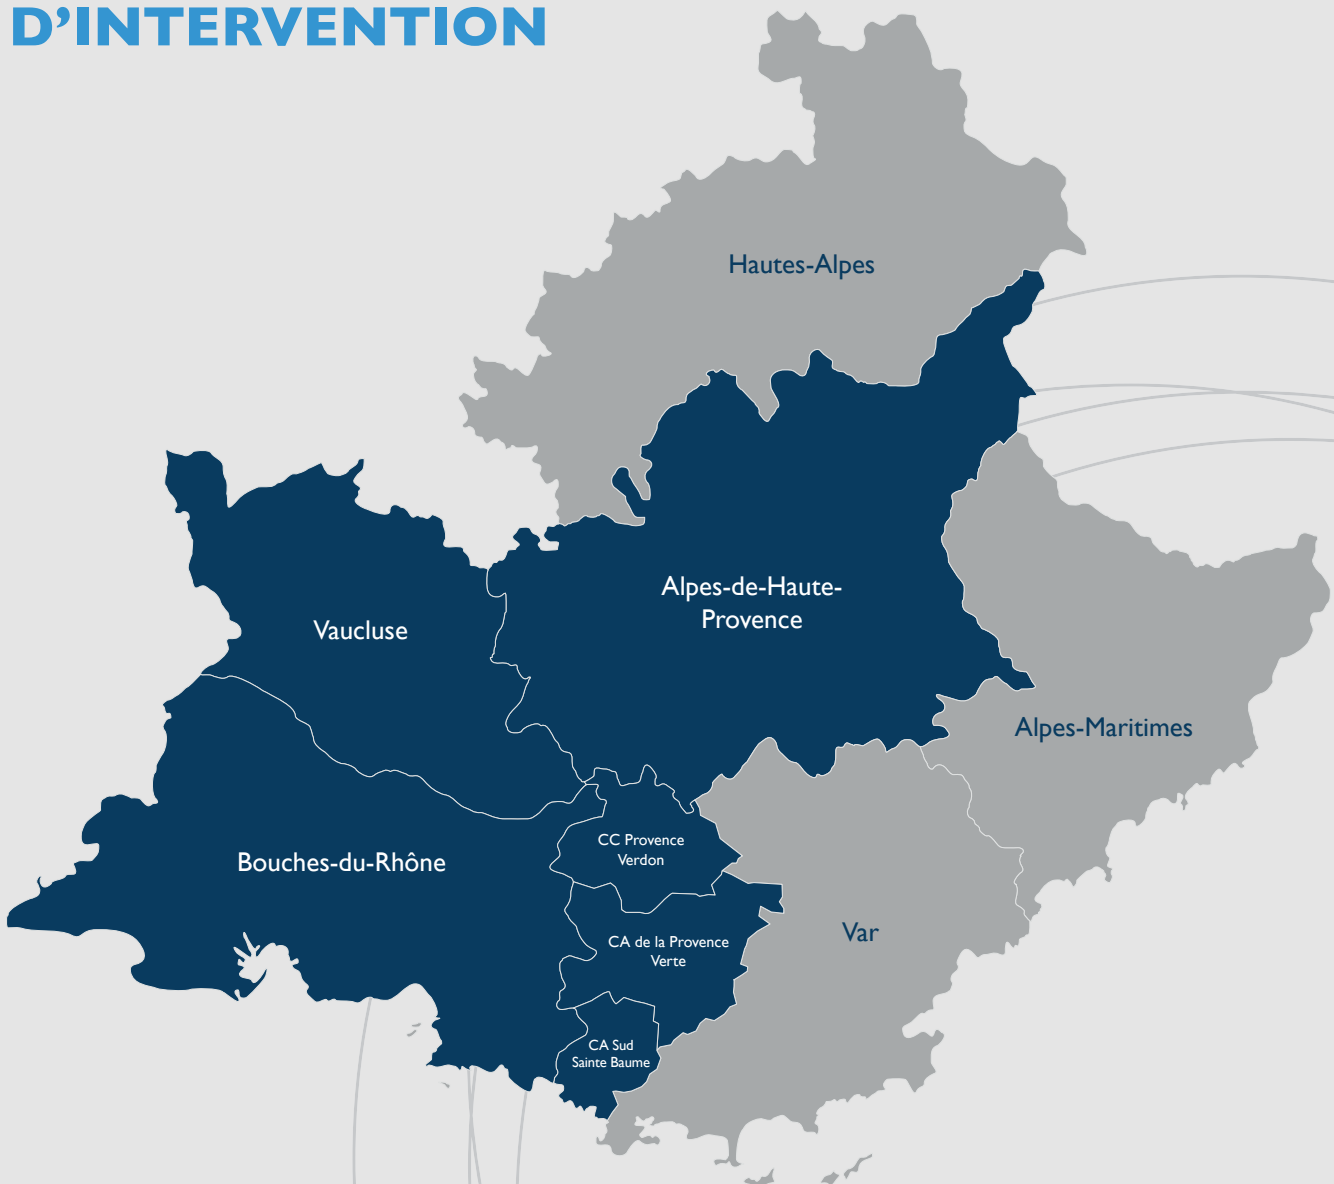 D’INTERVENTION
Hautes-Alpes
Alpes-de-Haute-
Provence
Vaucluse
Alpes-Maritimes
CC Provence
Verdon
Bouches-du-Rhône
Var
CA de la Provence
Verte
CA Sud
Sainte Baume